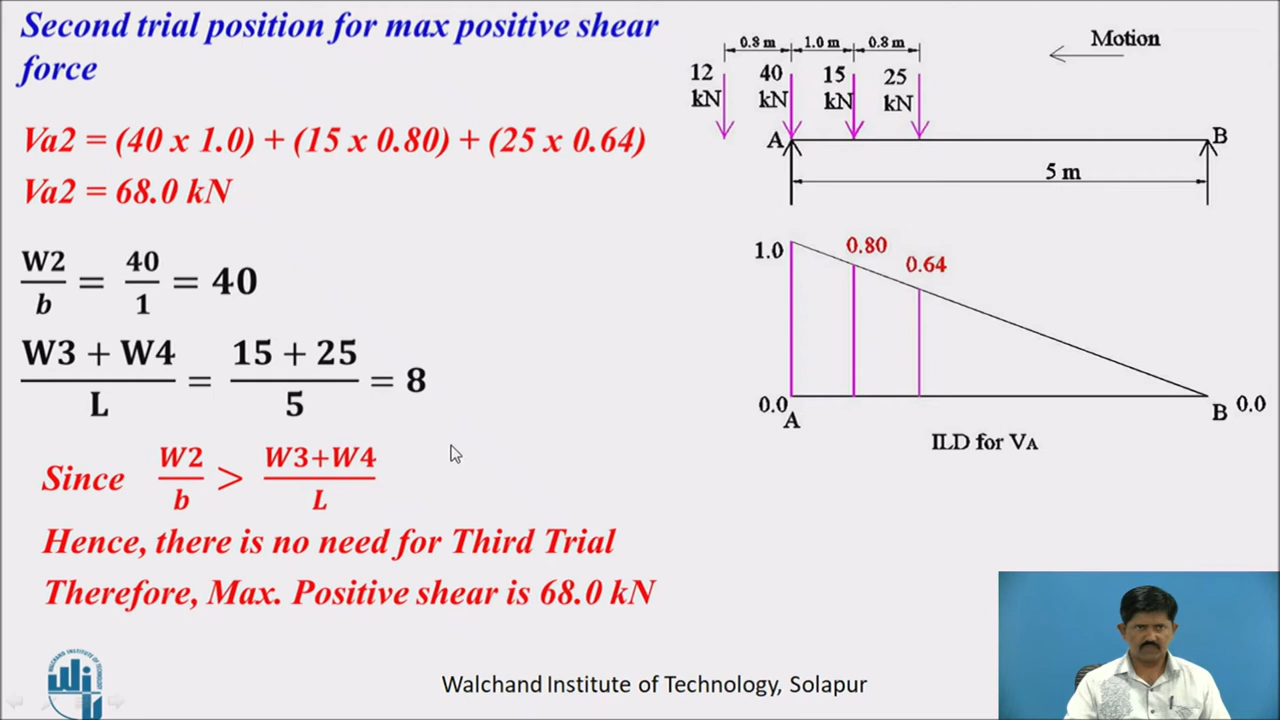 Second trial position for max positive shear
force
Va2 = (40 x 1.0) + (15 x 0.80) + (25 x 0.64)
Va2 = 68.0 kN
W2/b = 40/1 = 40
W3 + W4/L = 15 + 25/5 = 8
Since W2/b > W3+W4/L
Hence, there is no need for Third Trial
Therefore, Max. Positive shear is 68.0 kN
Motion
0.8 m 1.0 m 0.8 m
12 40 15 25
kN kN kN kN
A B
5 m
1.0 0.80 0.64
0.0 A B 0.0
ILD for VA
WALCHAND INSTITUTE OF TECHNOLOGY
Walchand Institute of Technology, Solapur